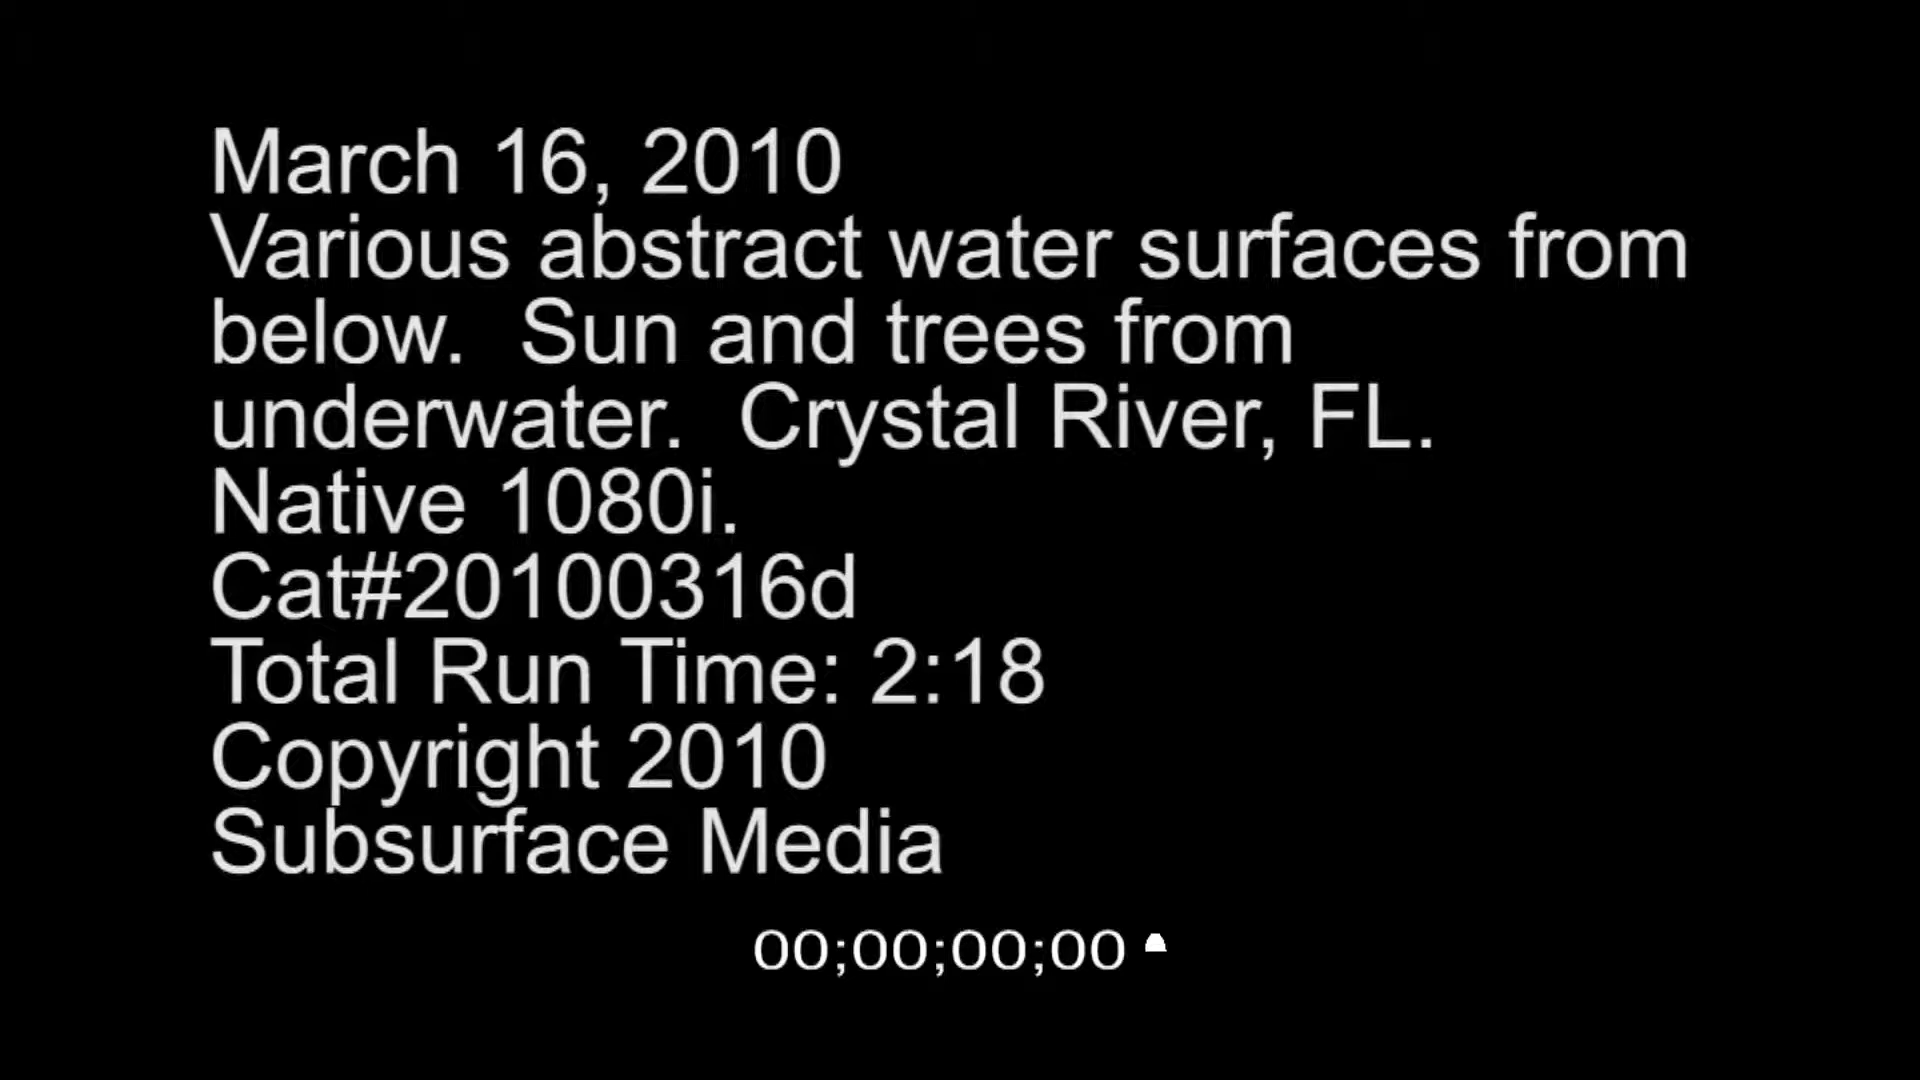 March 16, 2010
Various abstract water surfaces from
below.  Sun and trees from
underwater.  Crystal River, FL.
Native 1080i.
Cat#20100316d
Total Run Time: 2:18
Copyright 2010
Subsurface Media
00;00;00;00